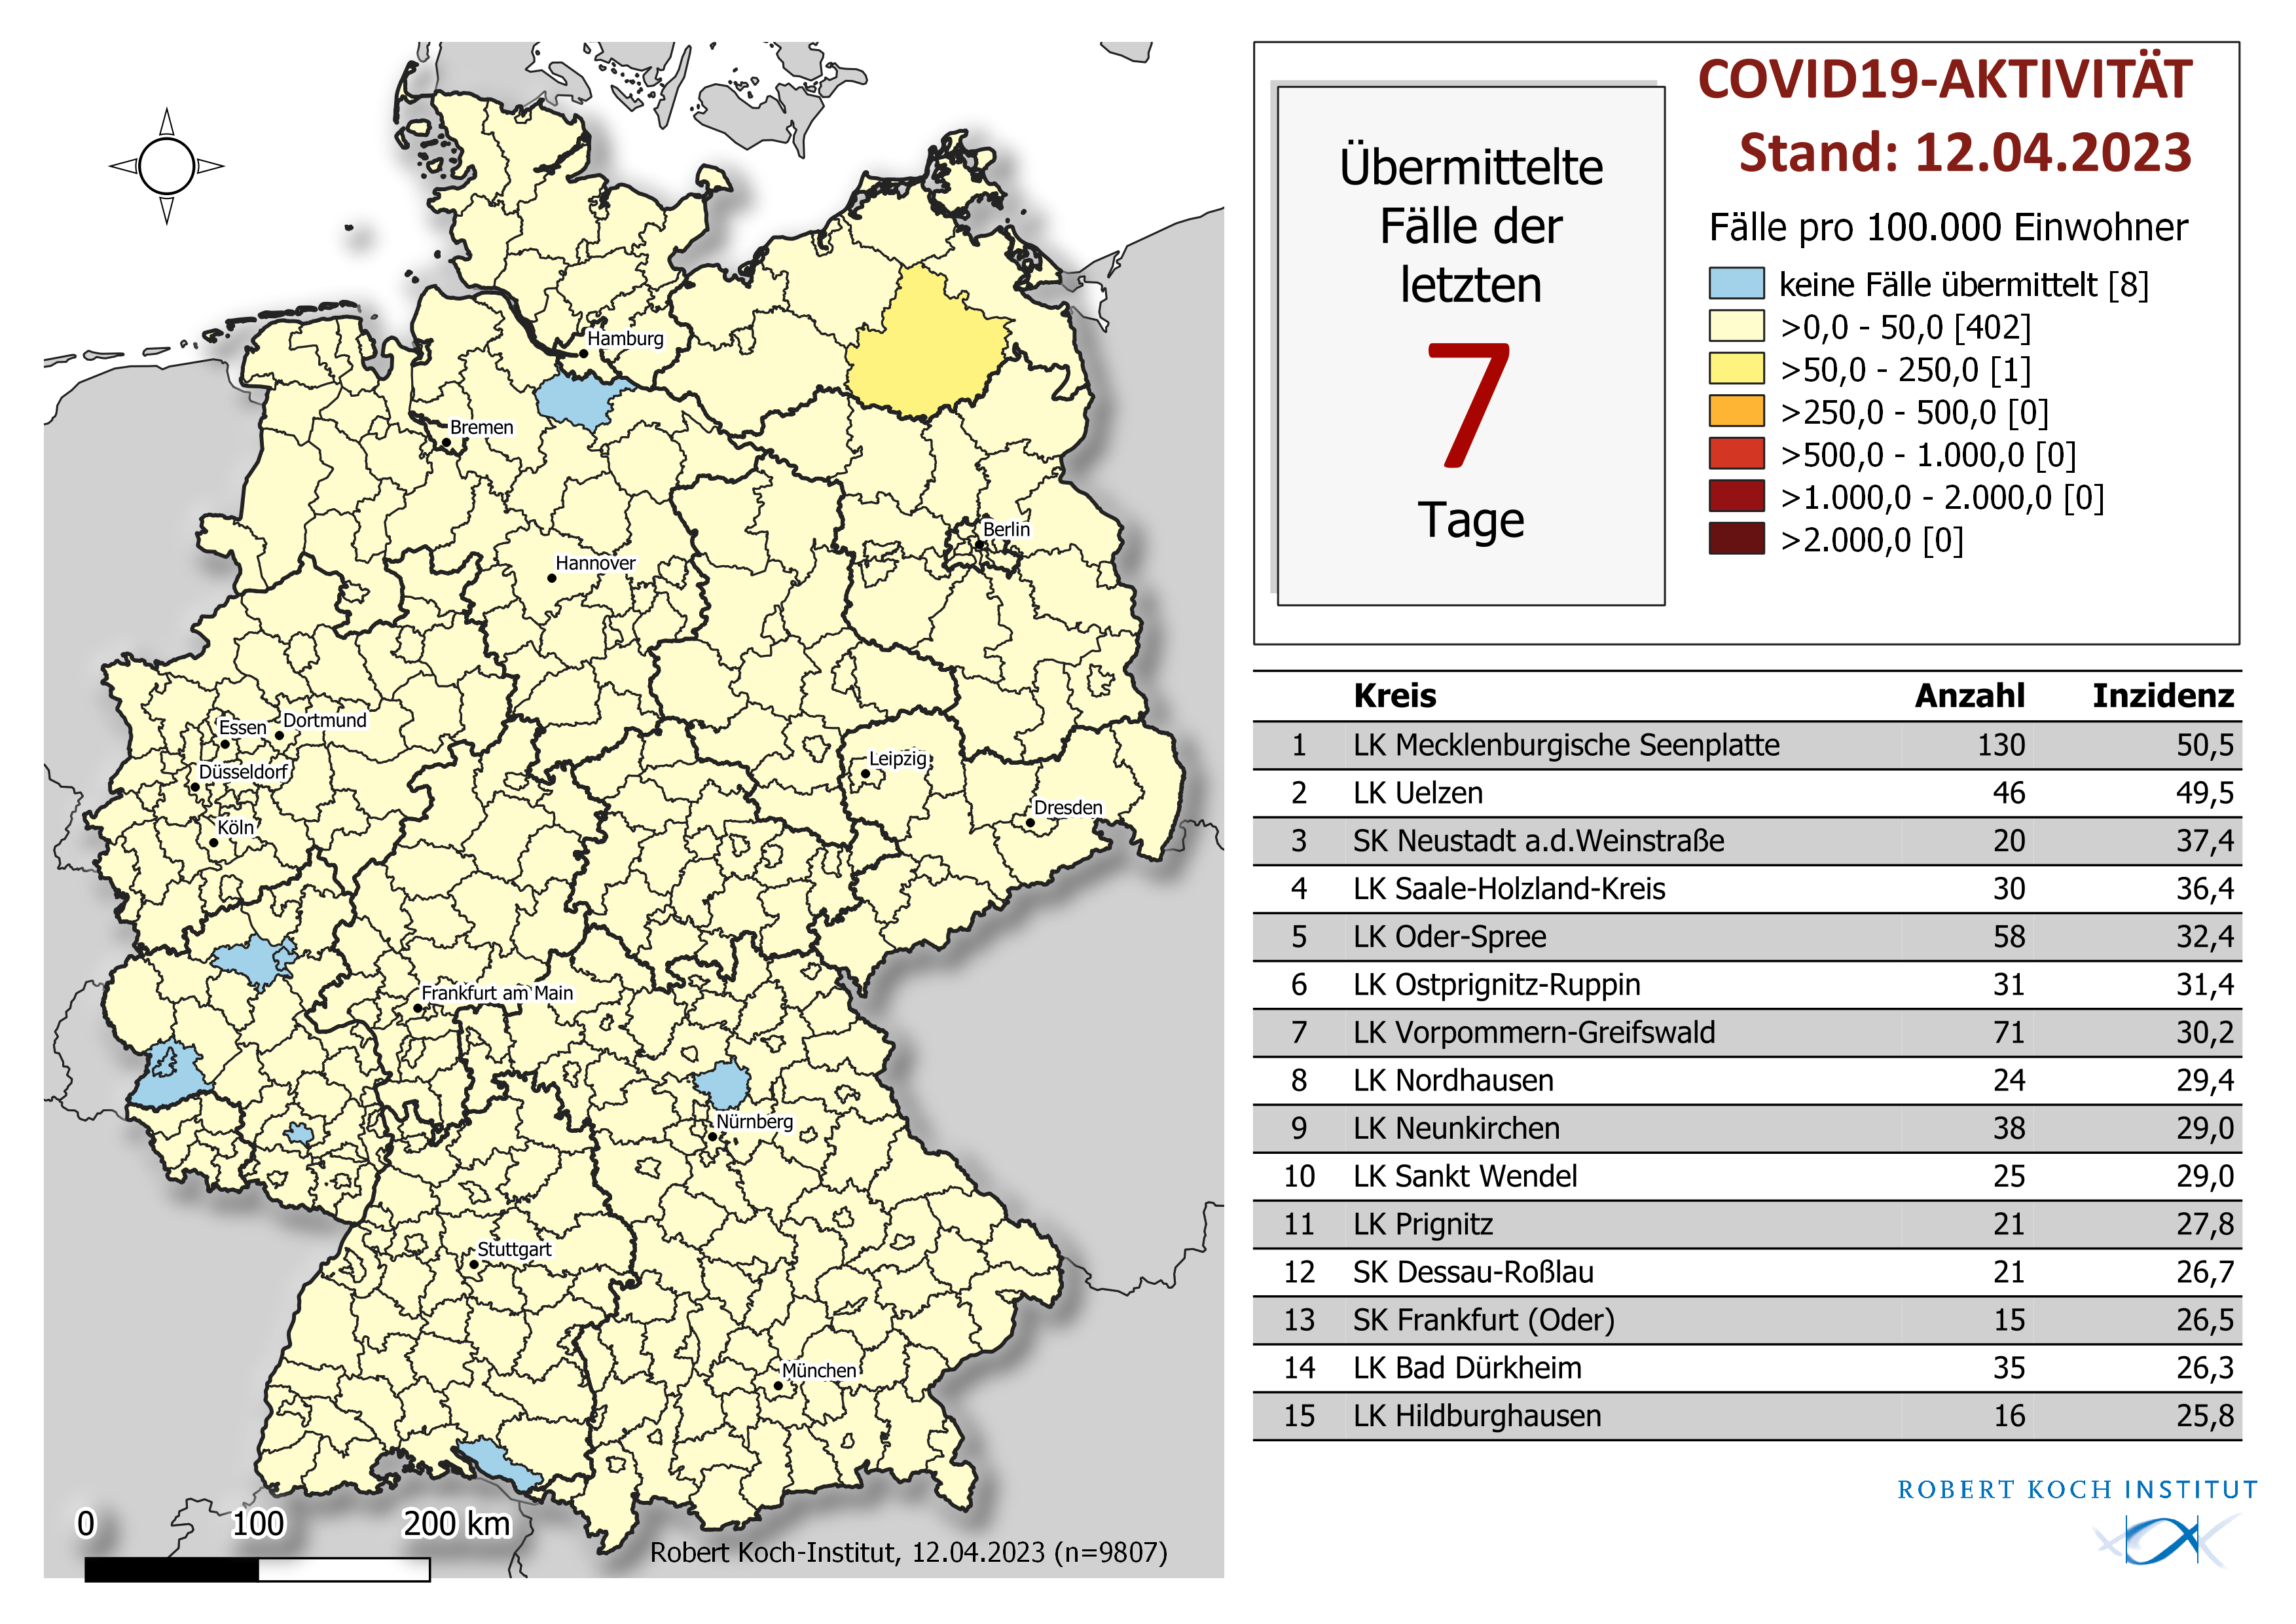 COVID19-AKTIVITÄT
Stand: 12.04.2023
Übermittelte
Fälle der
letzten
7
Tage
Fälle pro 100.000 Einwohner
keine Fälle übermittelt [8]
>0,0 - 50,0 [402]
>50,0 - 250,0 [1]
>250,0 - 500,0 [0]
>500,0 - 1.000,0 [0]
>1.000,0 - 2.000,0 [0]
>2.000,0 [0]
Hamburg
Bremen
Berlin
Hannover
Essen
Dortmund
Düsseldorf
Leipzig
Köln
Dresden
Frankfurt am Main
Nürnberg
Stuttgart
München
0 100 200 km
Robert Koch-Institut, 12.04.2023 (n=9807)
Kreis Anzahl Inzidenz
1 LK Mecklenburgische Seenplatte 130 50,5
2 LK Uelzen 46 49,5
3 SK Neustadt a.d.Weinstraße 20 37,4
4 LK Saale-Holzland-Kreis 30 36,4
5 LK Oder-Spree 58 32,4
6 LK Ostprignitz-Ruppin 31 31,4
7 LK Vorpommern-Greifswald 71 30,2
8 LK Nordhausen 24 29,4
9 LK Neunkirchen 38 29,0
10 LK Sankt Wendel 25 29,0
11 LK Prignitz 21 27,8
12 SK Dessau-Roßlau 21 26,7
13 SK Frankfurt (Oder) 15 26,5
14 LK Bad Dürkheim 35 26,3
15 LK Hildburghausen 16 25,8
ROBERT KOCH INSTITUT